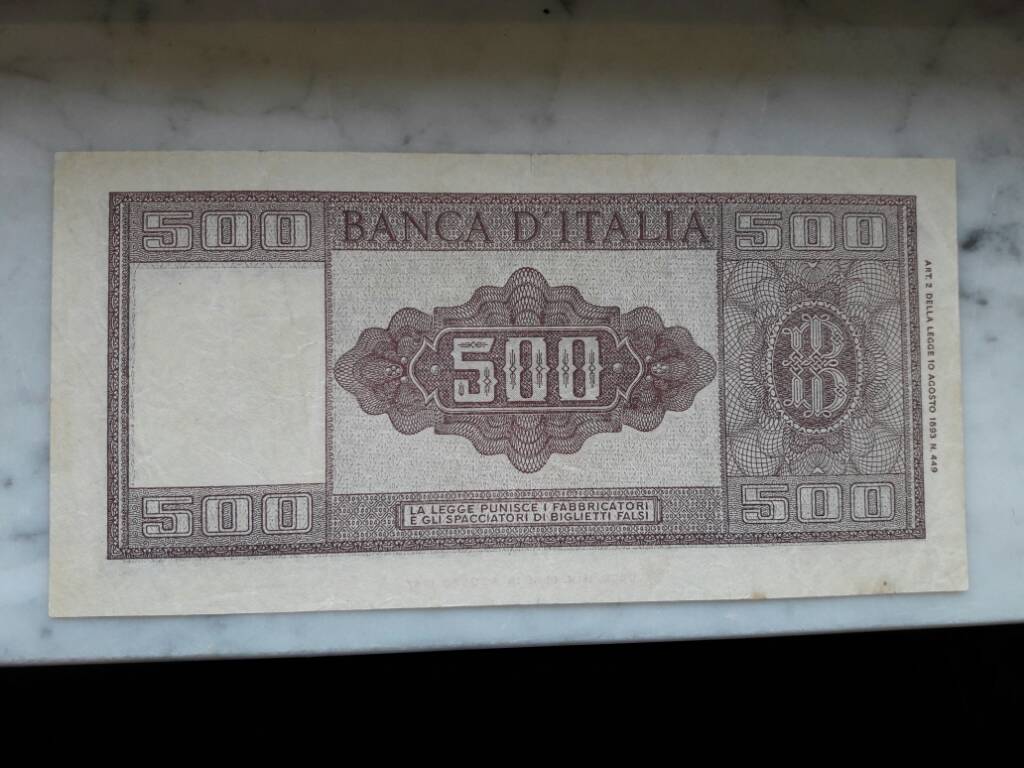 500 BANCA D'ITALIA 500
500
B
500 500
LA LEGGE PUNISCE I FABBRICATORI
E GLI SPACCIATORI DI BIGLIETTI FALSI
ART. 2 DELLA LEGGE 10 AGOSTO 1893 N. 449